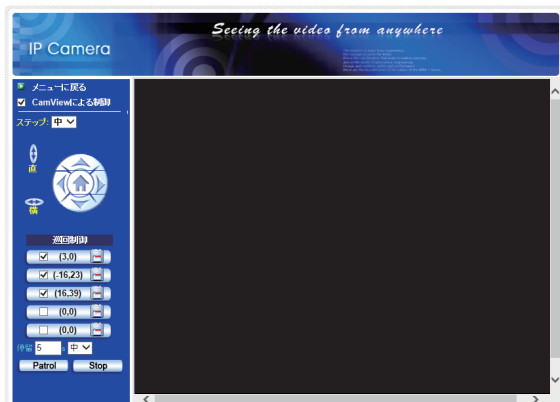 Seeing the video from anywhere
IP Camera
メニューに戻る
CamViewによる制御
ステップ: 中
直
横
巡回制御
(3,0)
(-16,23)
(16,39)
(0,0)
(0,0)
停留 5 s 中
Patrol Stop